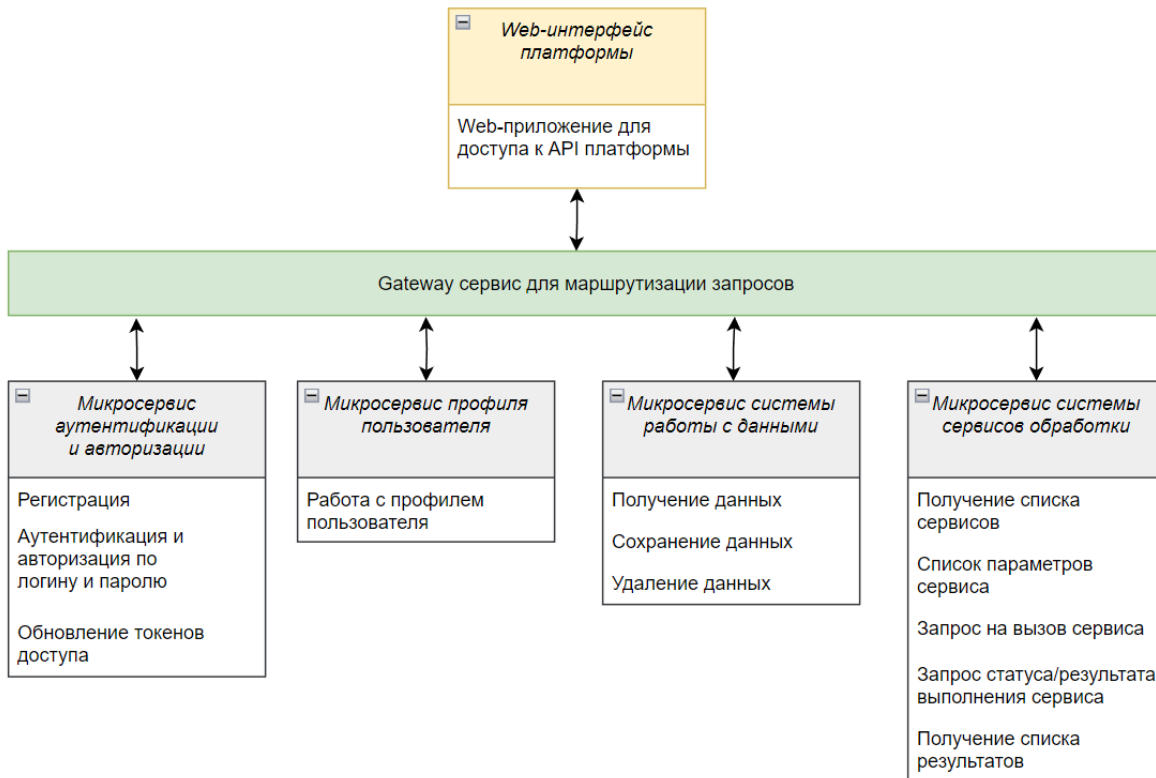 Web-интерфейс
платформы
Web-приложение для
доступа к API платформы
Gateway сервис для маршрутизации запросов
Микросервис
аутентификации
и авторизации
Регистрация
Аутентификация и
авторизация по
логину и паролю
Обновление токенов
доступа
Микросервис профиля
пользователя
Работа с профилем
пользователя
Микросервис системы
работы с данными
Получение данных
Сохранение данных
Удаление данных
Микросервис системы
сервисов обработки
Получение списка
сервисов
Список параметров
сервиса
Запрос на вызов сервиса
Запрос статуса/результата
выполнения сервиса
Получение списка
результатов